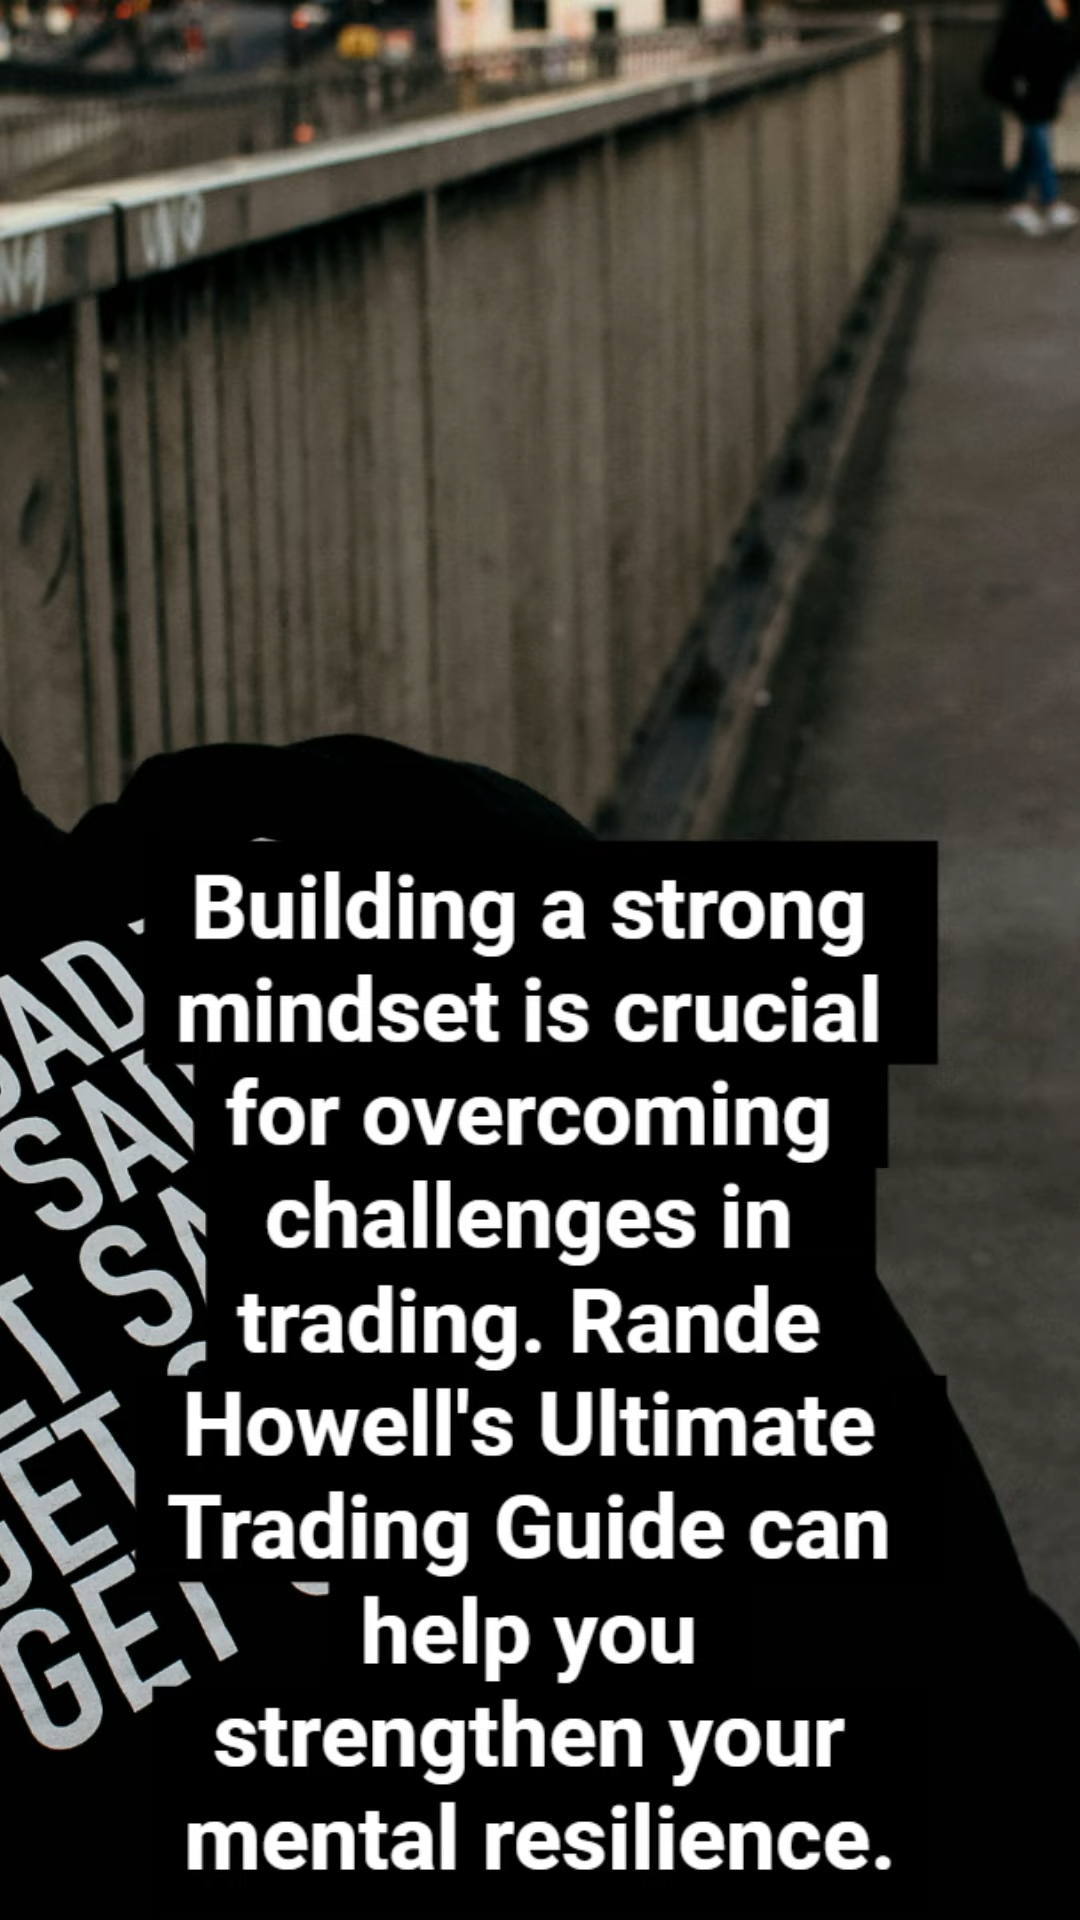 Building a strong
mindset is crucial
for overcoming
challenges in
trading. Rande
Howell's Ultimate
Trading Guide can
help you
strengthen your
mental resilience.
GET